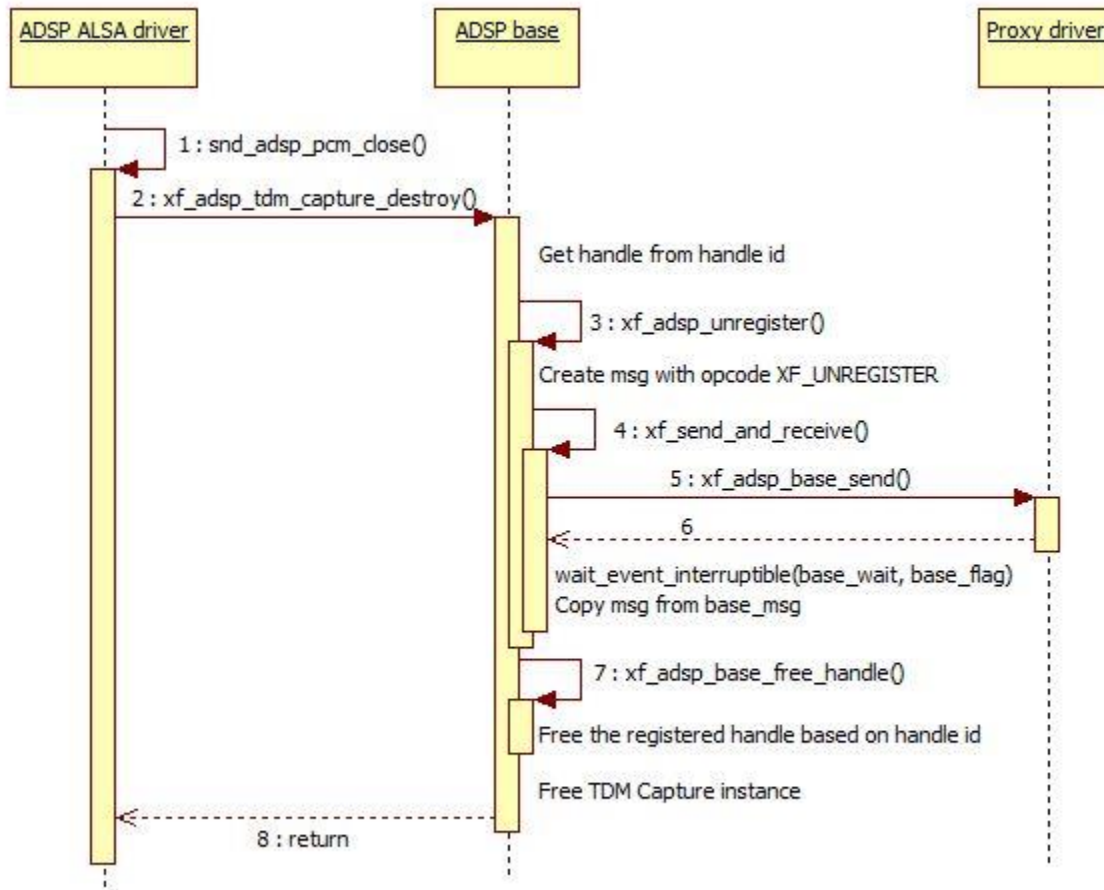 ADSP ALSA driver
ADSP base
Proxy driver
1 : snd_adsp_pcm_close()
2 : xf_adsp_tdm_capture_destroy()
Get handle from handle id
3 : xf_adsp_unregister()
Create msg with opcode XF_UNREGISTER
4 : xf_send_and_receive()
5 : xf_adsp_base_send()
6
wait_event_interruptible(base_wait, base_flag)
Copy msg from base_msg
7 : xf_adsp_base_free_handle()
Free the registered handle based on handle id
Free TDM Capture instance
8 : return